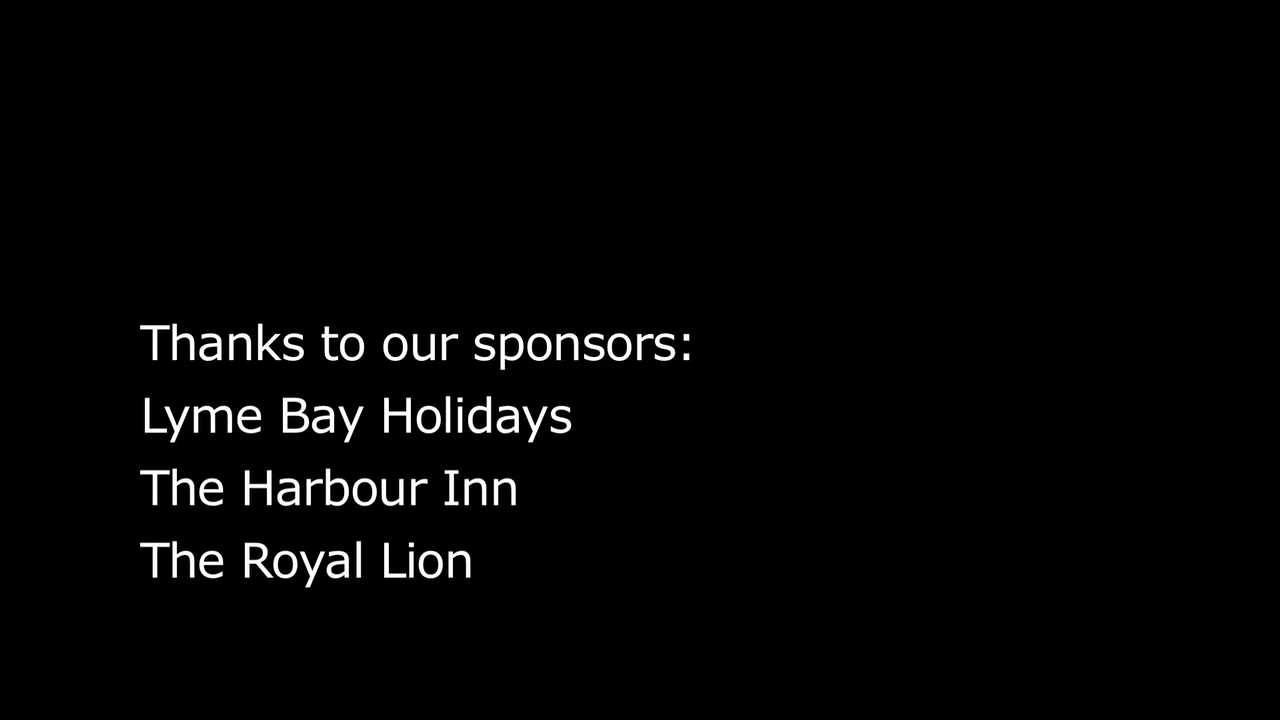 Thanks to our sponsors:
Lyme Bay Holidays
The Harbour Inn
The Royal Lion